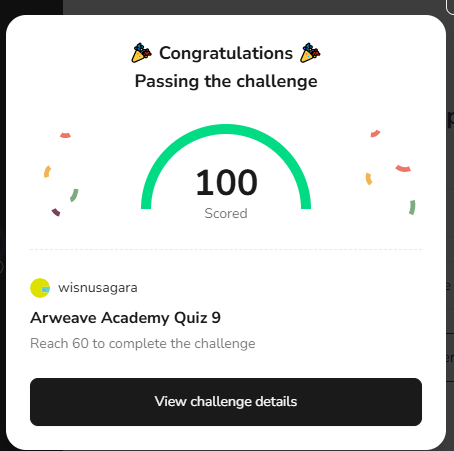 🎉 Congratulations 🎉
Passing the challenge
100
Scored
wisnusagara
Arweave Academy Quiz 9
Reach 60 to complete the challenge
View challenge details